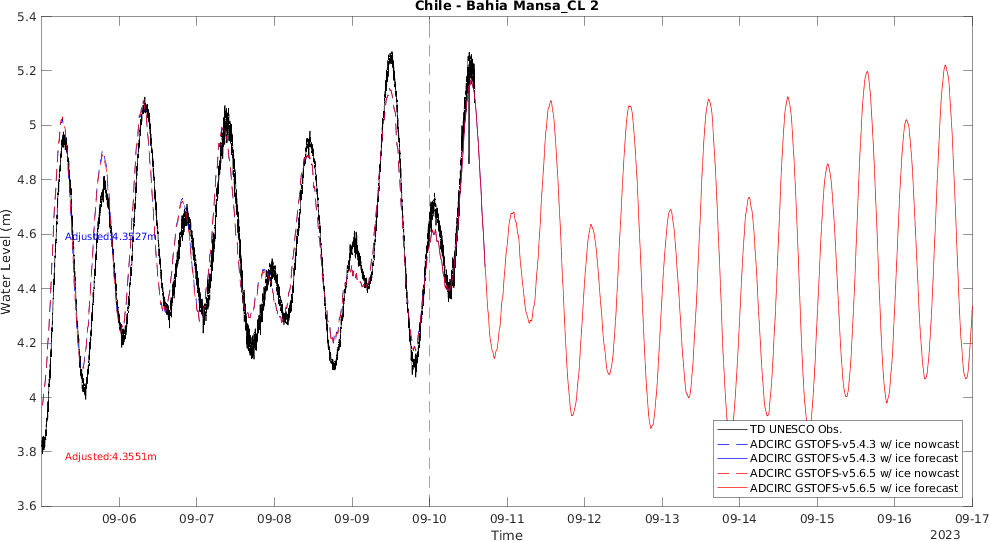 Chile - Bahia Mansa_CL 2
5.4
5.2
5
4.8
4.6
4.4
4.2
4
3.8
3.6
Water Level (m)
Adjusted:4.3527m
Adjusted:4.3551m
TD UNESCO Obs.
ADCIRC GSTOFS-v5.4.3 w/ ice nowcast
ADCIRC GSTOFS-v5.4.3 w/ ice forecast
ADCIRC GSTOFS-v5.6.5 w/ ice nowcast
ADCIRC GSTOFS-v5.6.5 w/ ice forecast
09-06 09-07 09-08 09-09 09-10 09-11 09-12 09-13 09-14 09-15 09-16 09-17
Time
2023